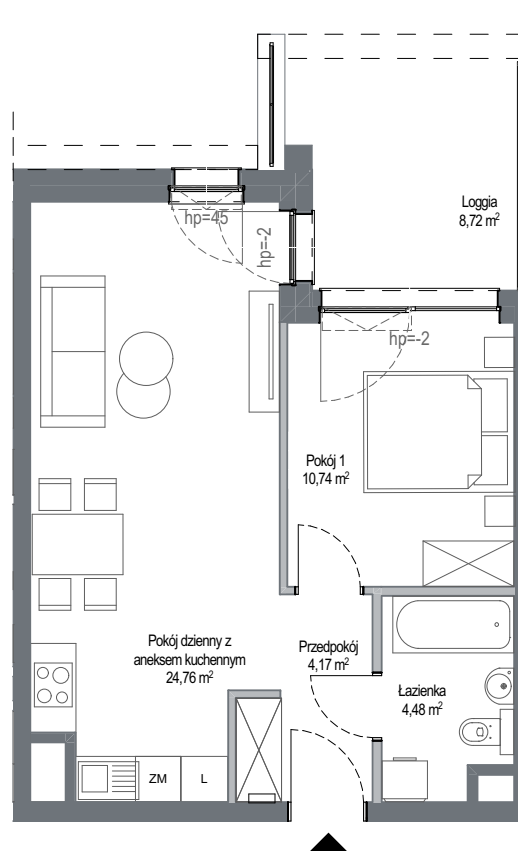 Loggia
8,72 m²
hp=45
hp=-2
hp=-2
Pokój 1
10,74 m²
Pokój dzienny z
aneksem kuchennym
24,76 m²
Przedpokój
4,17 m²
Łazienka
4,48 m²
ZM
L